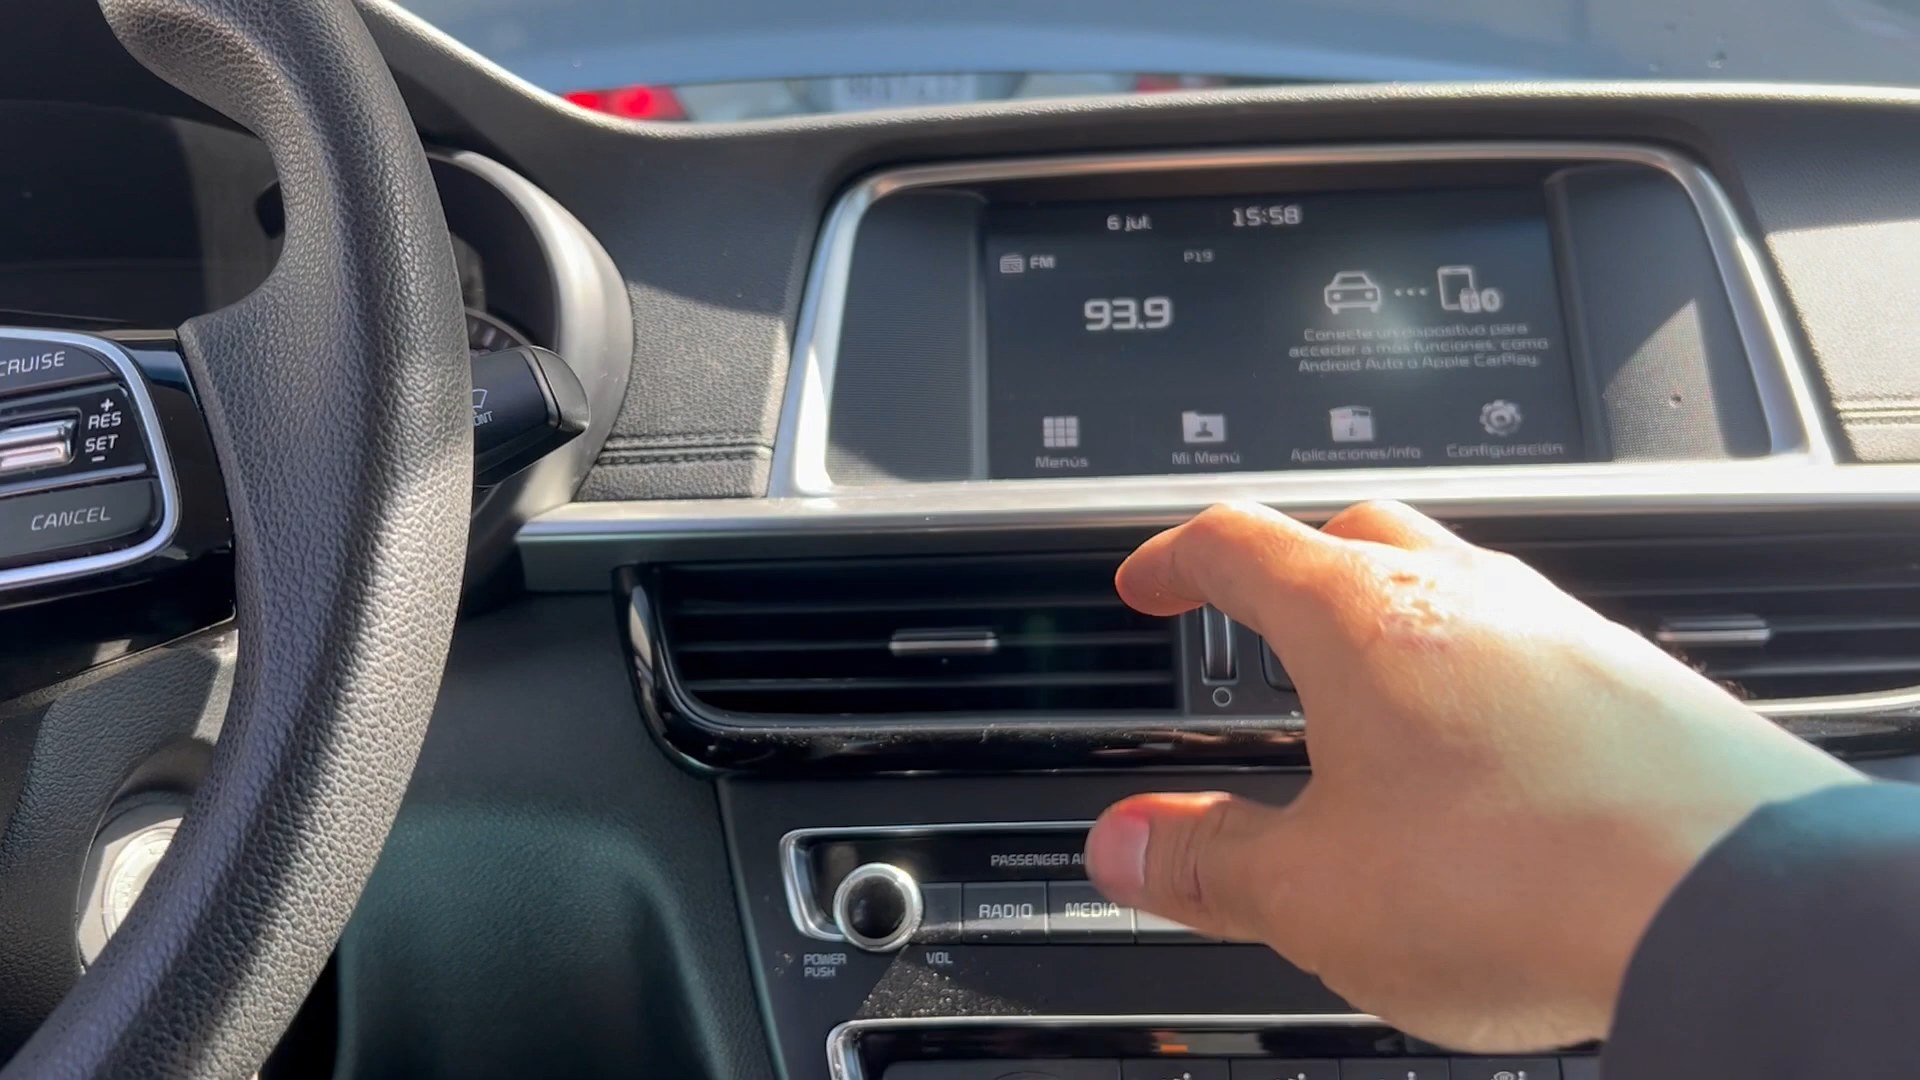 6 jul. 15:58
FM P19
93.9
Conecte un dispositivo para
acceder a más funciones, como
Android Auto o Apple CarPlay.
Menús Mi Menú Aplicaciones/Info Configuración
CRUISE
+
RES
SET
-
CANCEL
PASSENGER
RADIO MEDIA
POWER
PUSH
VOL